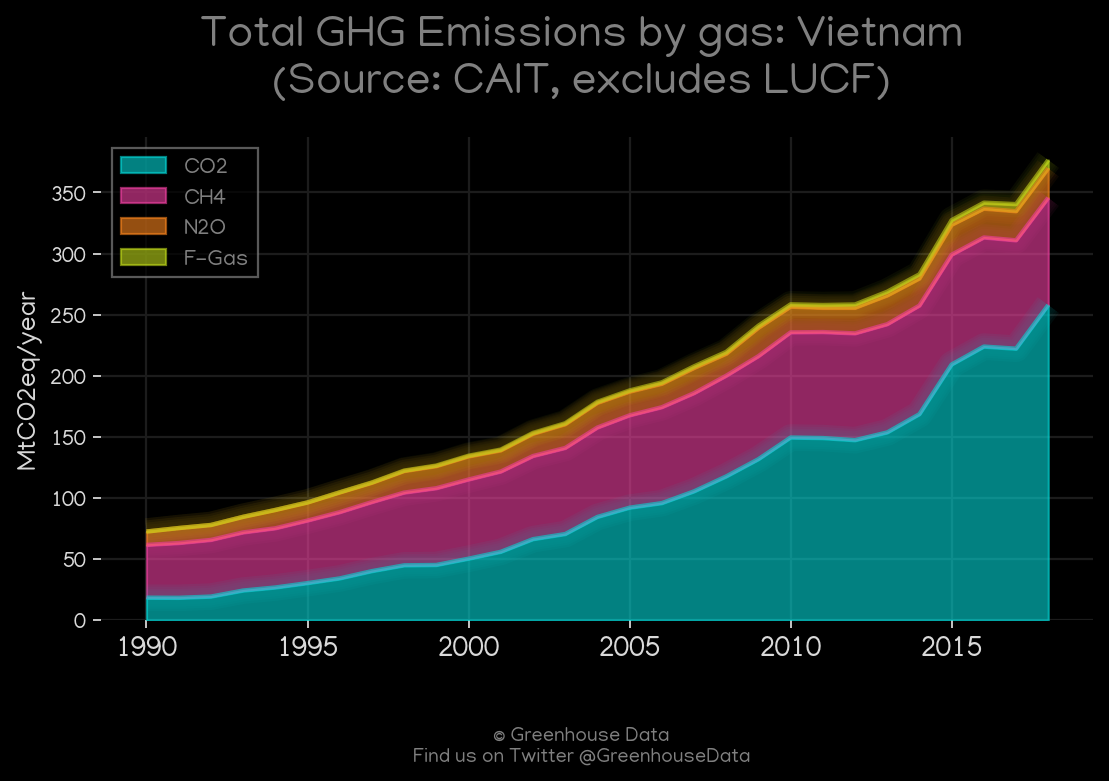 Total GHG Emissions by gas: Vietnam
(Source: CAIT, excludes LUCF)
CO2
CH4
N2O
F-Gas
MtCO2eq/year
350
300
250
200
150
100
50
0
1990 1995 2000 2005 2010 2015
© Greenhouse Data
Find us on Twitter @GreenhouseData